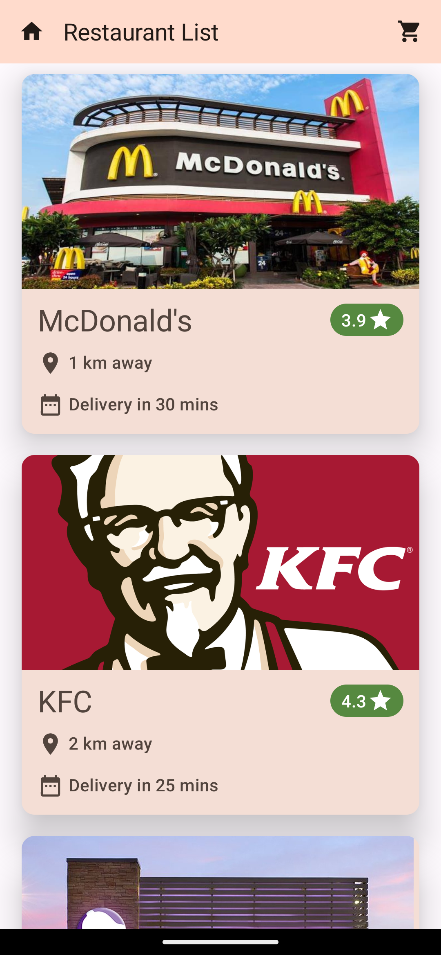 Restaurant List
McDonald's
McDonald's
3.9
1 km away
Delivery in 30 mins
KFC
KFC
4.3
2 km away
Delivery in 25 mins